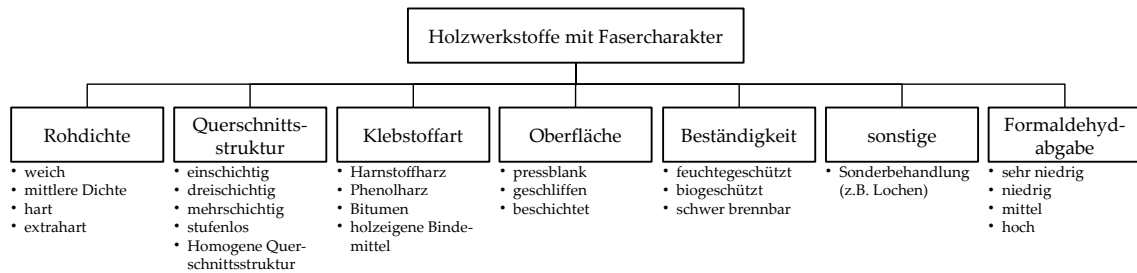 Holzwerkstoffe mit Fasercharakter
Rohdichte
• weich
• mittlere Dichte
• hart
• extrahart
Querschnitts-
struktur
• einschichtig
• dreischichtig
• mehrschichtig
• stufenlos
• Homogene Quer-
schnittsstruktur
Klebstoffart
• Harnstoffharz
• Phenolharz
• Bitumen
• holzeigene Binde-
mittel
Oberfläche
• pressblank
• geschliffen
• beschichtet
Beständigkeit
• feuchtegeschützt
• biogeschützt
• schwer brennbar
sonstige
• Sonderbehandlung
(z.B. Lochen)
Formaldehyd-
abgabe
• sehr niedrig
• niedrig
• mittel
• hoch